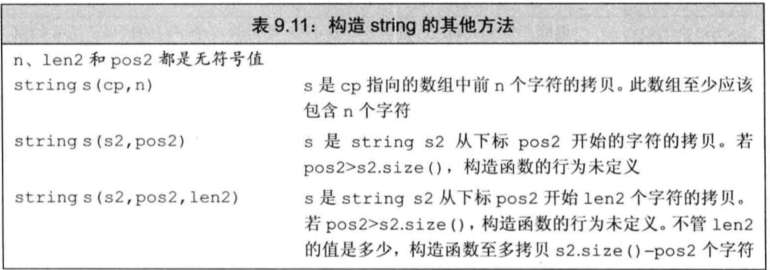 表 9.11：构造 string 的其他方法
n、len2 和 pos2 都是无符号值
string s(cp,n) s 是 cp 指向的数组中前 n 个字符的拷贝。此数组至少应该
包含 n 个字符
string s(s2,pos2) s 是 string s2 从下标 pos2 开始的字符的拷贝。若
pos2>s2.size()，构造函数的行为未定义
string s(s2,pos2,len2) s 是 string s2 从下标 pos2 开始 len2 个字符的拷贝。
若 pos2>s2.size()，构造函数的行为未定义。不管 len2
的值是多少，构造函数至多拷贝 s2.size()-pos2 个字符